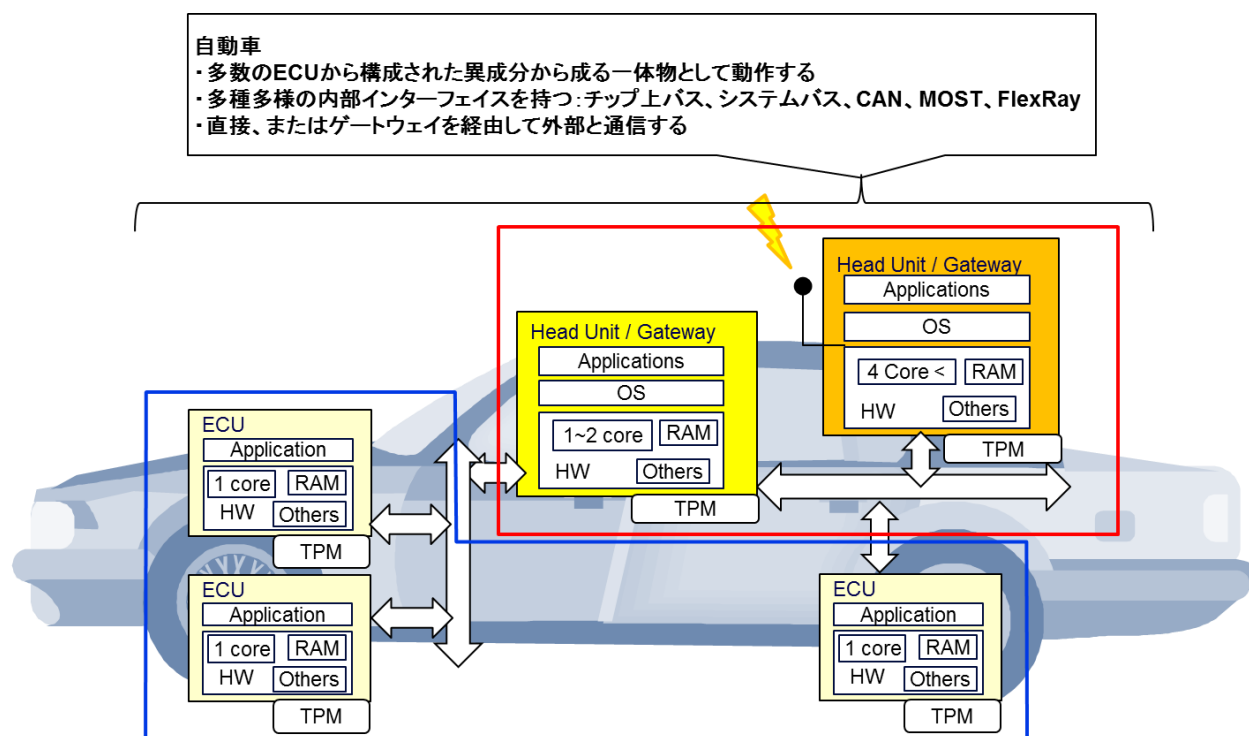 自動車
・多数のECUから構成された異成分から成る一体物として動作する
・多種多様の内部インターフェイスを持つ：チップ上バス、システムバス、CAN、MOST、FlexRay
・直接、またはゲートウェイを経由して外部と通信する
Head Unit / Gateway
Applications
OS
4 Core <
RAM
HW
Others
TPM
Head Unit / Gateway
Applications
OS
1~2 core
RAM
HW
Others
TPM
ECU
Application
1 core
RAM
HW
Others
TPM
ECU
Application
1 core
RAM
HW
Others
TPM
ECU
Application
1 core
RAM
HW
Others
TPM